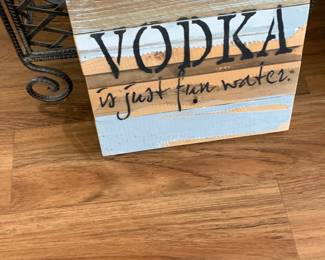 VODKA
is just fun water.